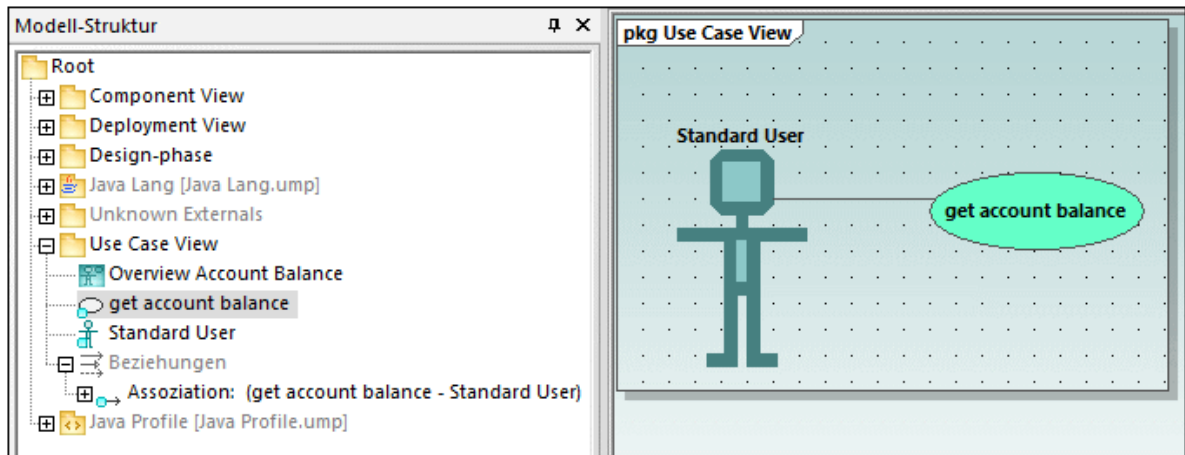 Modell-Struktur
Root
Component View
Deployment View
Design-phase
Java Lang [Java Lang.ump]
Unknown Externals
Use Case View
Overview Account Balance
get account balance
Standard User
Beziehungen
Assoziation: (get account balance - Standard User)
Java Profile [Java Profile.ump]
pkg Use Case View
Standard User
get account balance